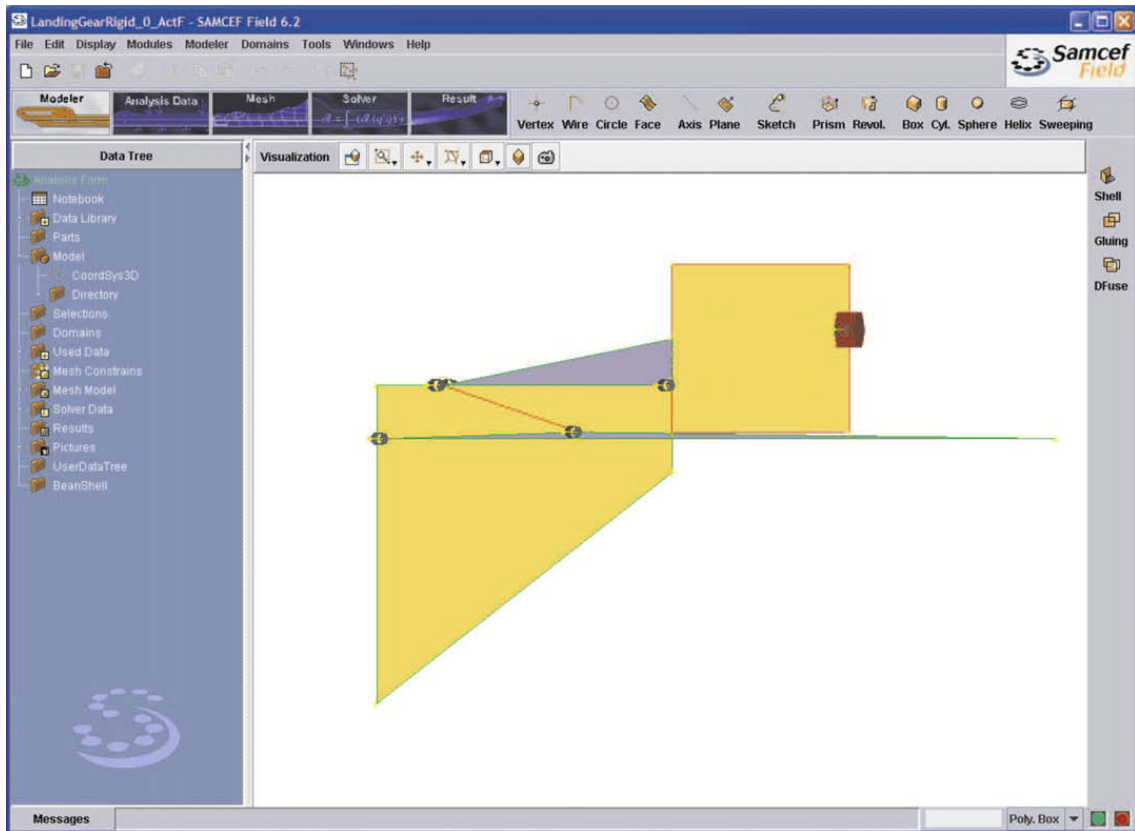 LandingGearRigid_0_ActF - SAMCEF Field 6.2
File Edit Display Modules Modeler Domains Tools Windows Help
Samcef
Field
Modeler Analysis Data Mesh Solver Result
Vertex Wire Circle Face Axis Plane Sketch Prism Revol. Box Cyl. Sphere Helix Sweeping
Data Tree
Visualization
Analysis Form
Notebook
Data Library
Parts
Model
CoordSys3D
Directory
Selections
Domains
Used Data
Mesh Constrains
Mesh Model
Solver Data
Results
Pictures
UserDataTree
BeanShell
Shell
Gluing
DFuse
Messages
Poly. Box